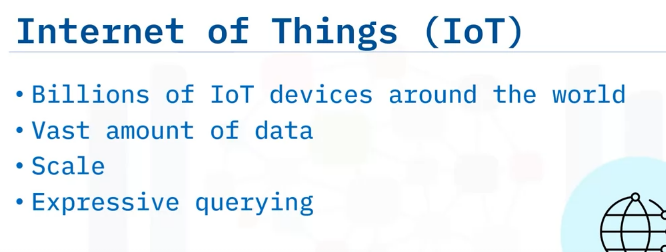 Internet of Things (IoT)
• Billions of IoT devices around the world
• Vast amount of data
• Scale
• Expressive querying